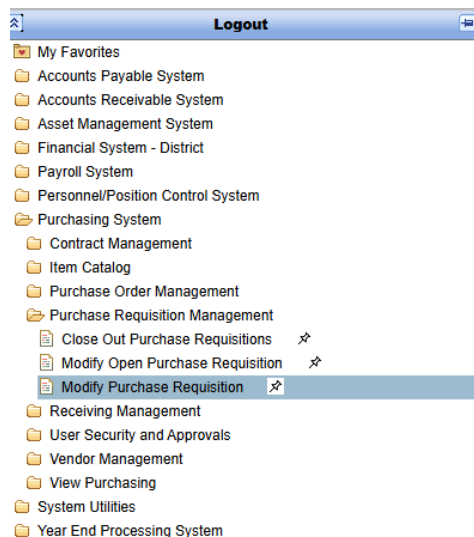 Logout
My Favorites
Accounts Payable System
Accounts Receivable System
Asset Management System
Financial System - District
Payroll System
Personnel/Position Control System
Purchasing System
Contract Management
Item Catalog
Purchase Order Management
Purchase Requisition Management
Close Out Purchase Requisitions
Modify Open Purchase Requisition
Modify Purchase Requisition
Receiving Management
User Security and Approvals
Vendor Management
View Purchasing
System Utilities
Year End Processing System